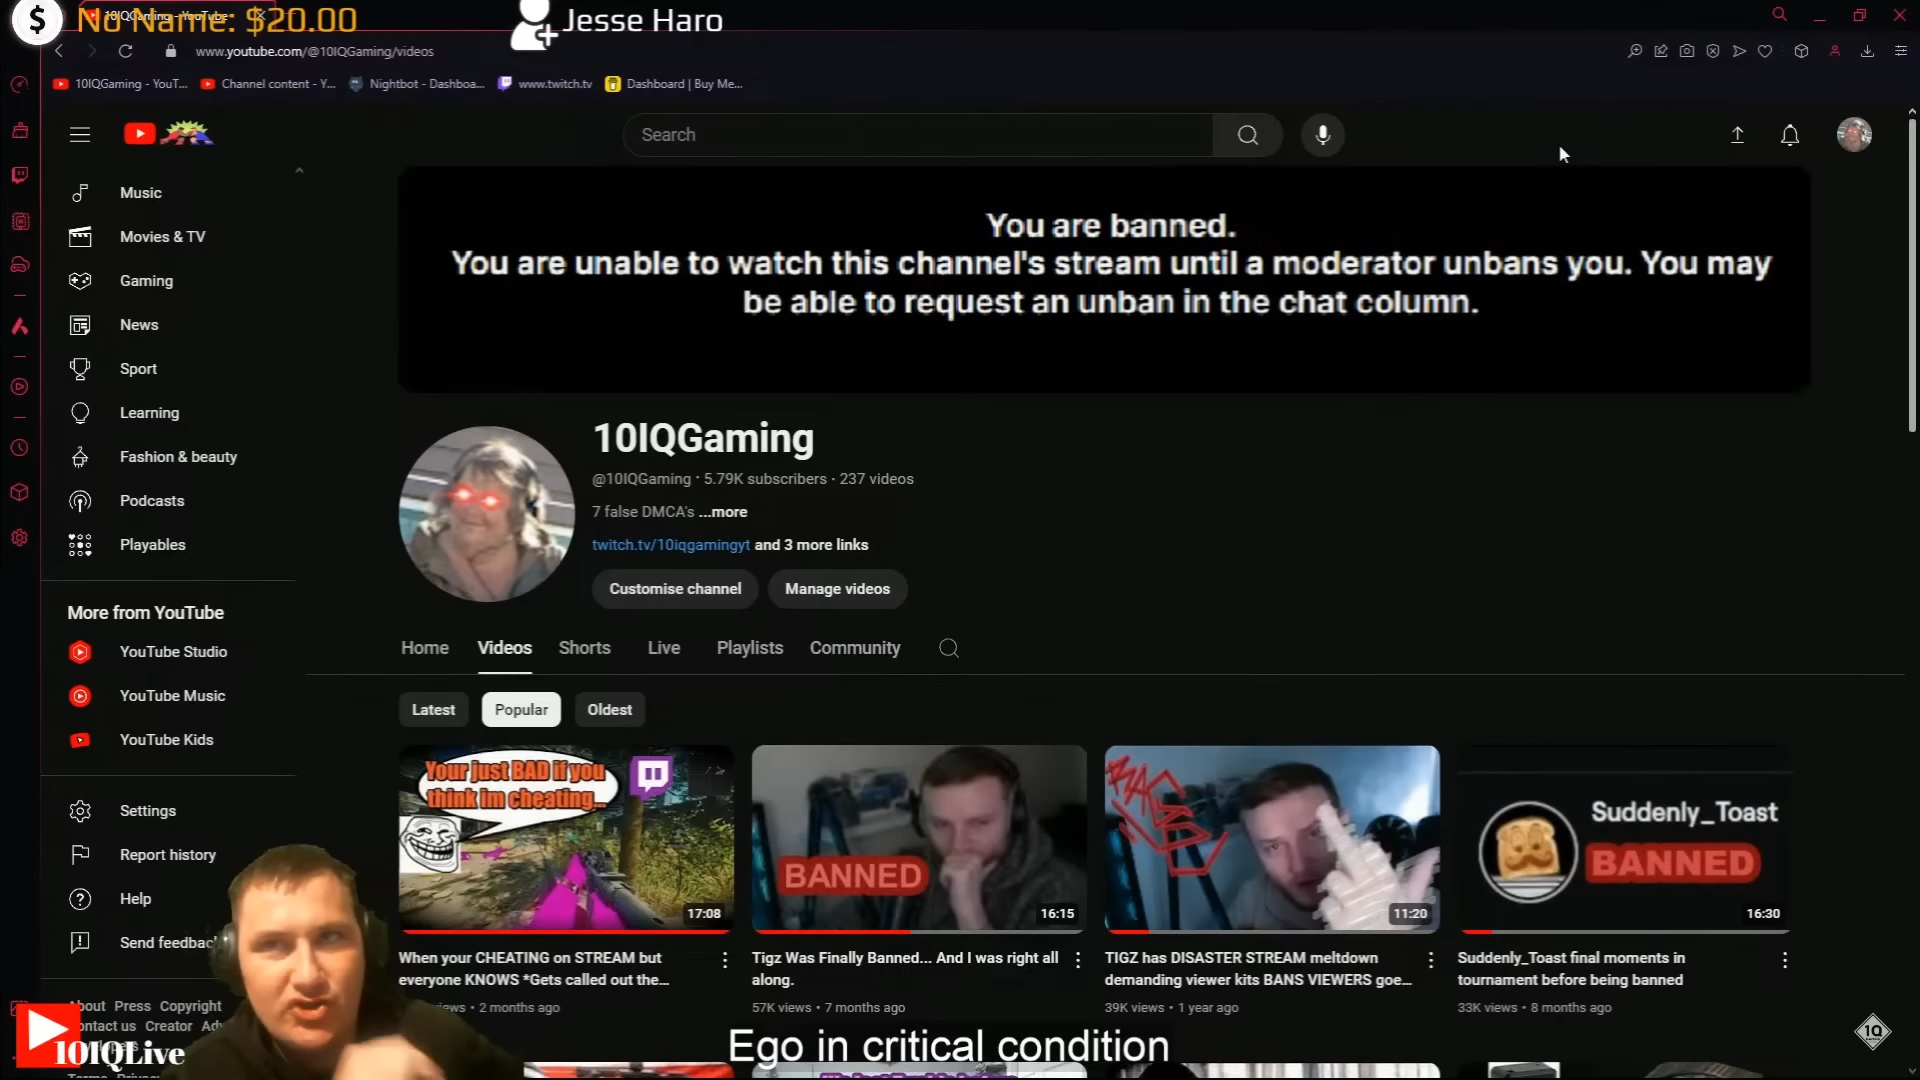 No Name: $20.00
Jesse Haro
www.youtube.com/@10IQGaming/videos
10IQGaming - YouT...
Channel content - Y...
Nightbot - Dashboa...
www.twitch.tv
Dashboard | Buy Me...
Search
Music
Movies & TV
Gaming
News
Sport
Learning
Fashion & beauty
Podcasts
Playables
More from YouTube
YouTube Studio
YouTube Music
YouTube Kids
Settings
Report history
Help
Send feedbac
About Press Copyright
ontact us Creator
You are banned.
You are unable to watch this channel's stream until a moderator unbans you. You may
be able to request an unban in the chat column.
10IQGaming
@10IQGaming · 5.79K subscribers · 237 videos
7 false DMCA's ...more
twitch.tv/10iqgamingyt and 3 more links
Customise channel
Manage videos
Home
Videos
Shorts
Live
Playlists
Community
Latest
Popular
Oldest
Your just BAD if you
think im cheating...
17:08
When your CHEATING on STREAM but
everyone KNOWS *Gets called out the...
views · 2 months ago
BANNED
16:15
Tigz Was Finally Banned... And I was right all
along.
57K views · 7 months ago
11:20
TIGZ has DISASTER STREAM meltdown
demanding viewer kits BANS VIEWERS goe...
39K views · 1 year ago
Suddenly_Toast
BANNED
16:30
Suddenly_Toast final moments in
tournament before being banned
33K views · 8 months ago
10IQLive
Ego in critical condition
1Q